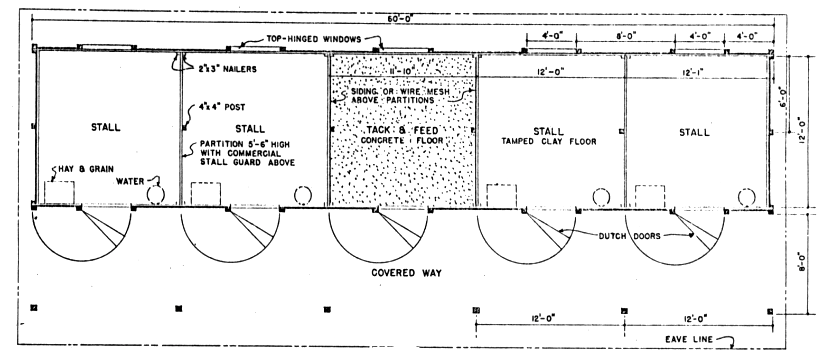 60'-0"
TOP-HINGED WINDOWS
4'-0"
8'-0"
4'-0"
4'-0"
2"x3" NAILERS
11'-10"
12'-0"
12'-1"
SIDING OR WIRE MESH
ABOVE PARTITIONS
6'-0"
12'-0"
4"x4" POST
STALL
STALL
TACK & FEED
CONCRETE FLOOR
STALL
TAMPED CLAY FLOOR
STALL
PARTITION 5'-6" HIGH
WITH COMMERCIAL
STALL GUARD ABOVE
HAY & GRAIN
WATER
DUTCH DOORS
COVERED WAY
8'-0"
12'-0"
12'-0"
EAVE LINE